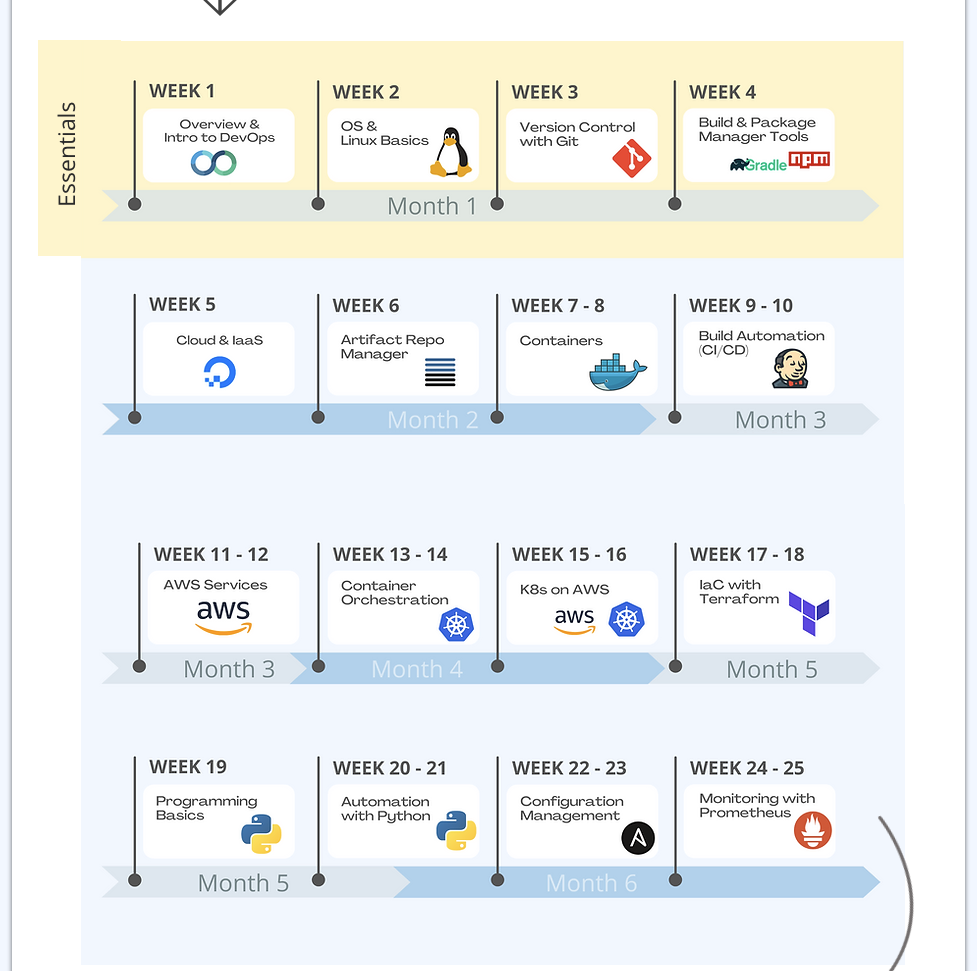 Essentials
WEEK 1
Overview &
Intro to DevOps
WEEK 2
OS &
Linux Basics
WEEK 3
Version Control
with Git
WEEK 4
Build & Package
Manager Tools
Gradle
npm
Month 1
WEEK 5
Cloud & IaaS
WEEK 6
Artifact Repo
Manager
WEEK 7 - 8
Containers
WEEK 9 - 10
Build Automation
(CI/CD)
Month 2
Month 3
WEEK 11 - 12
AWS Services
aws
WEEK 13 - 14
Container
Orchestration
WEEK 15 - 16
K8s on AWS
aws
WEEK 17 - 18
IaC with
Terraform
Month 3
Month 4
Month 5
WEEK 19
Programming
Basics
WEEK 20 - 21
Automation
with Python
WEEK 22 - 23
Configuration
Management
WEEK 24 - 25
Monitoring with
Prometheus
Month 5
Month 6